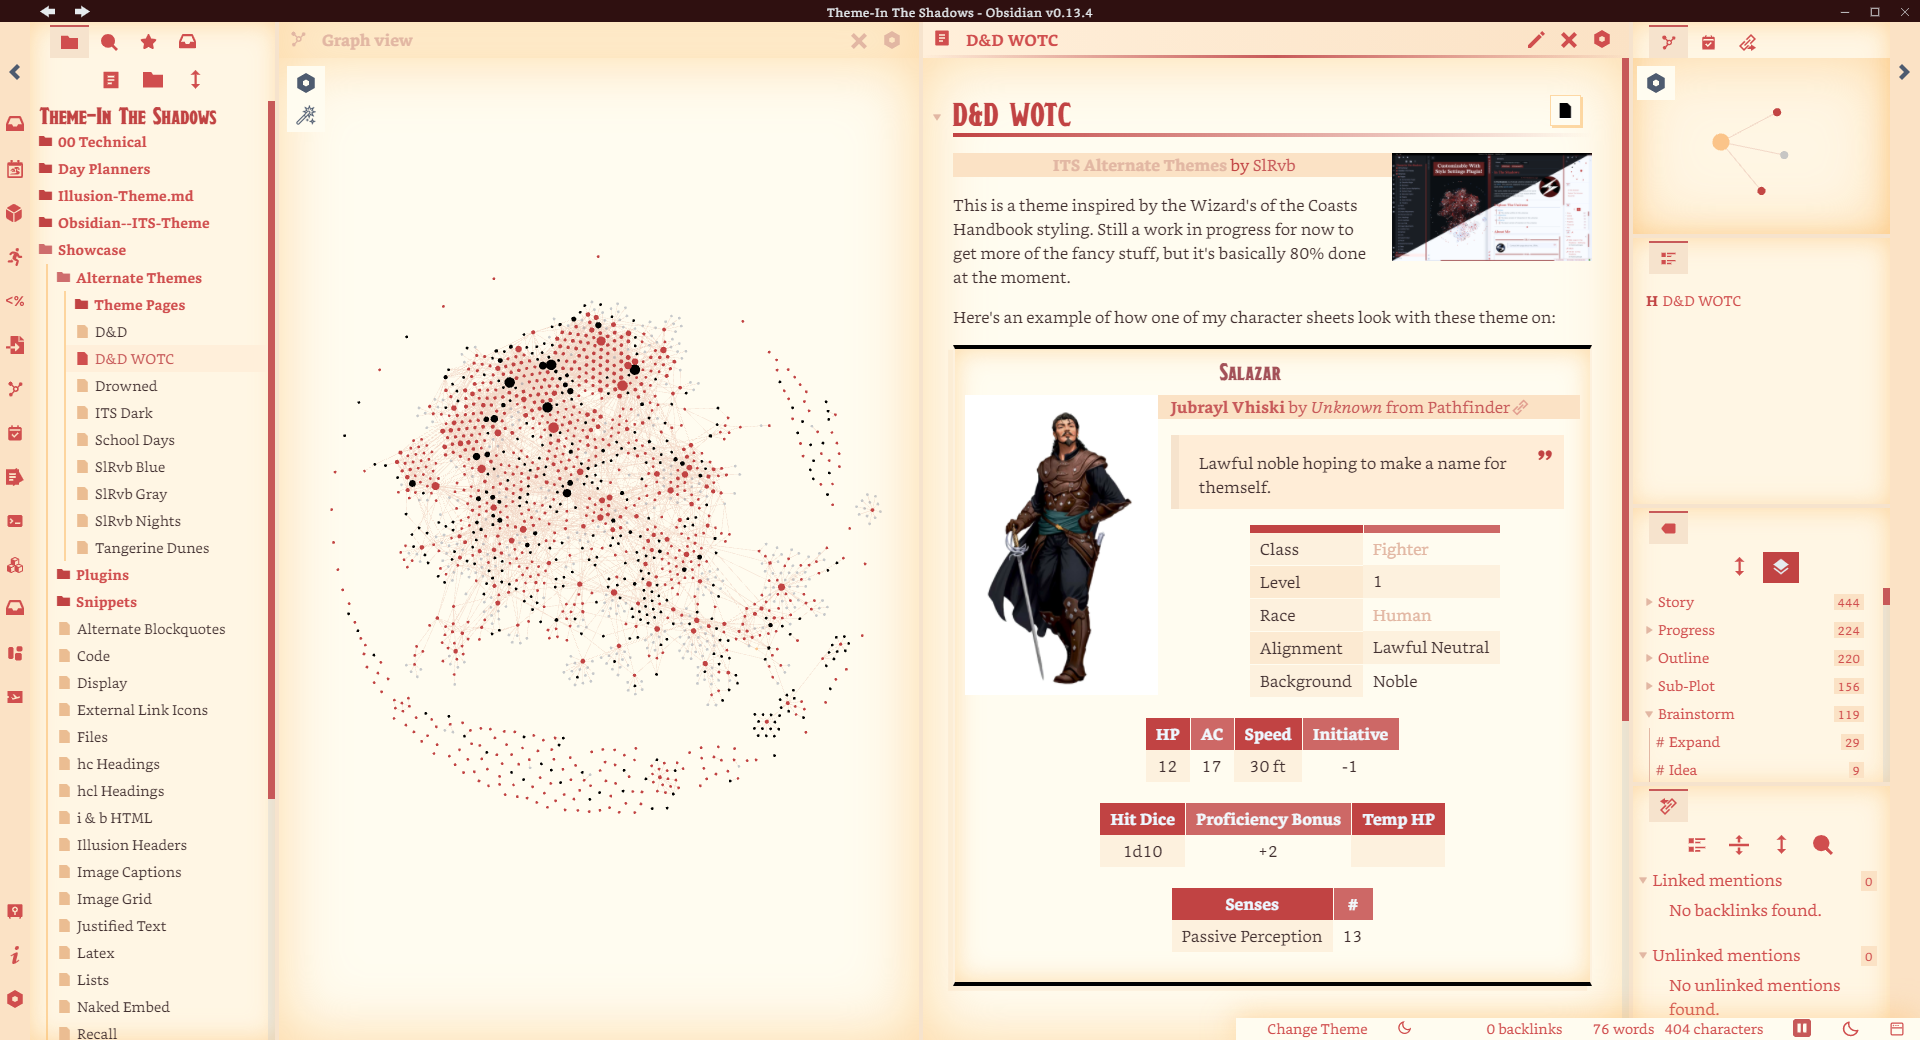 Theme-In The Shadows - Obsidian v0.13.4
Theme-In The Shadows
00 Technical
Day Planners
Illusion-Theme.md
Obsidian--ITS-Theme
Showcase
Alternate Themes
Theme Pages
D&D
D&D WOTC
Drowned
ITS Dark
School Days
SlRvb Blue
SlRvb Gray
SlRvb Nights
Tangerine Dunes
Plugins
Snippets
Alternate Blockquotes
Code
Display
External Link Icons
Files
hc Headings
hcl Headings
i & b HTML
Illusion Headers
Image Captions
Image Grid
Justified Text
Latex
Lists
Naked Embed
Recall
<%
Graph view
D&D WOTC
D&D WOTC
ITS Alternate Themes by SlRvb
Customizable With
Style Settings Plugin!
This is a theme inspired by the Wizard's of the Coasts
Handbook styling. Still a work in progress for now to
get more of the fancy stuff, but it's basically 80% done
at the moment.
Here's an example of how one of my character sheets look with these theme on:
Salazar
Jubrayl Vhiski by Unknown from Pathfinder
Lawful noble hoping to make a name for
themself.
Class Fighter
Level 1
Race Human
Alignment Lawful Neutral
Background Noble
HP AC Speed Initiative
12 17 30 ft -1
Hit Dice Proficiency Bonus Temp HP
1d10 +2
Senses #
Passive Perception 13
H D&D WOTC
Story 444
Progress 224
Outline 220
Sub-Plot 156
Brainstorm 119
# Expand 29
# Idea 9
Linked mentions 0
No backlinks found.
Unlinked mentions 0
No unlinked mentions
found.
Change Theme 0 backlinks 76 words 404 characters